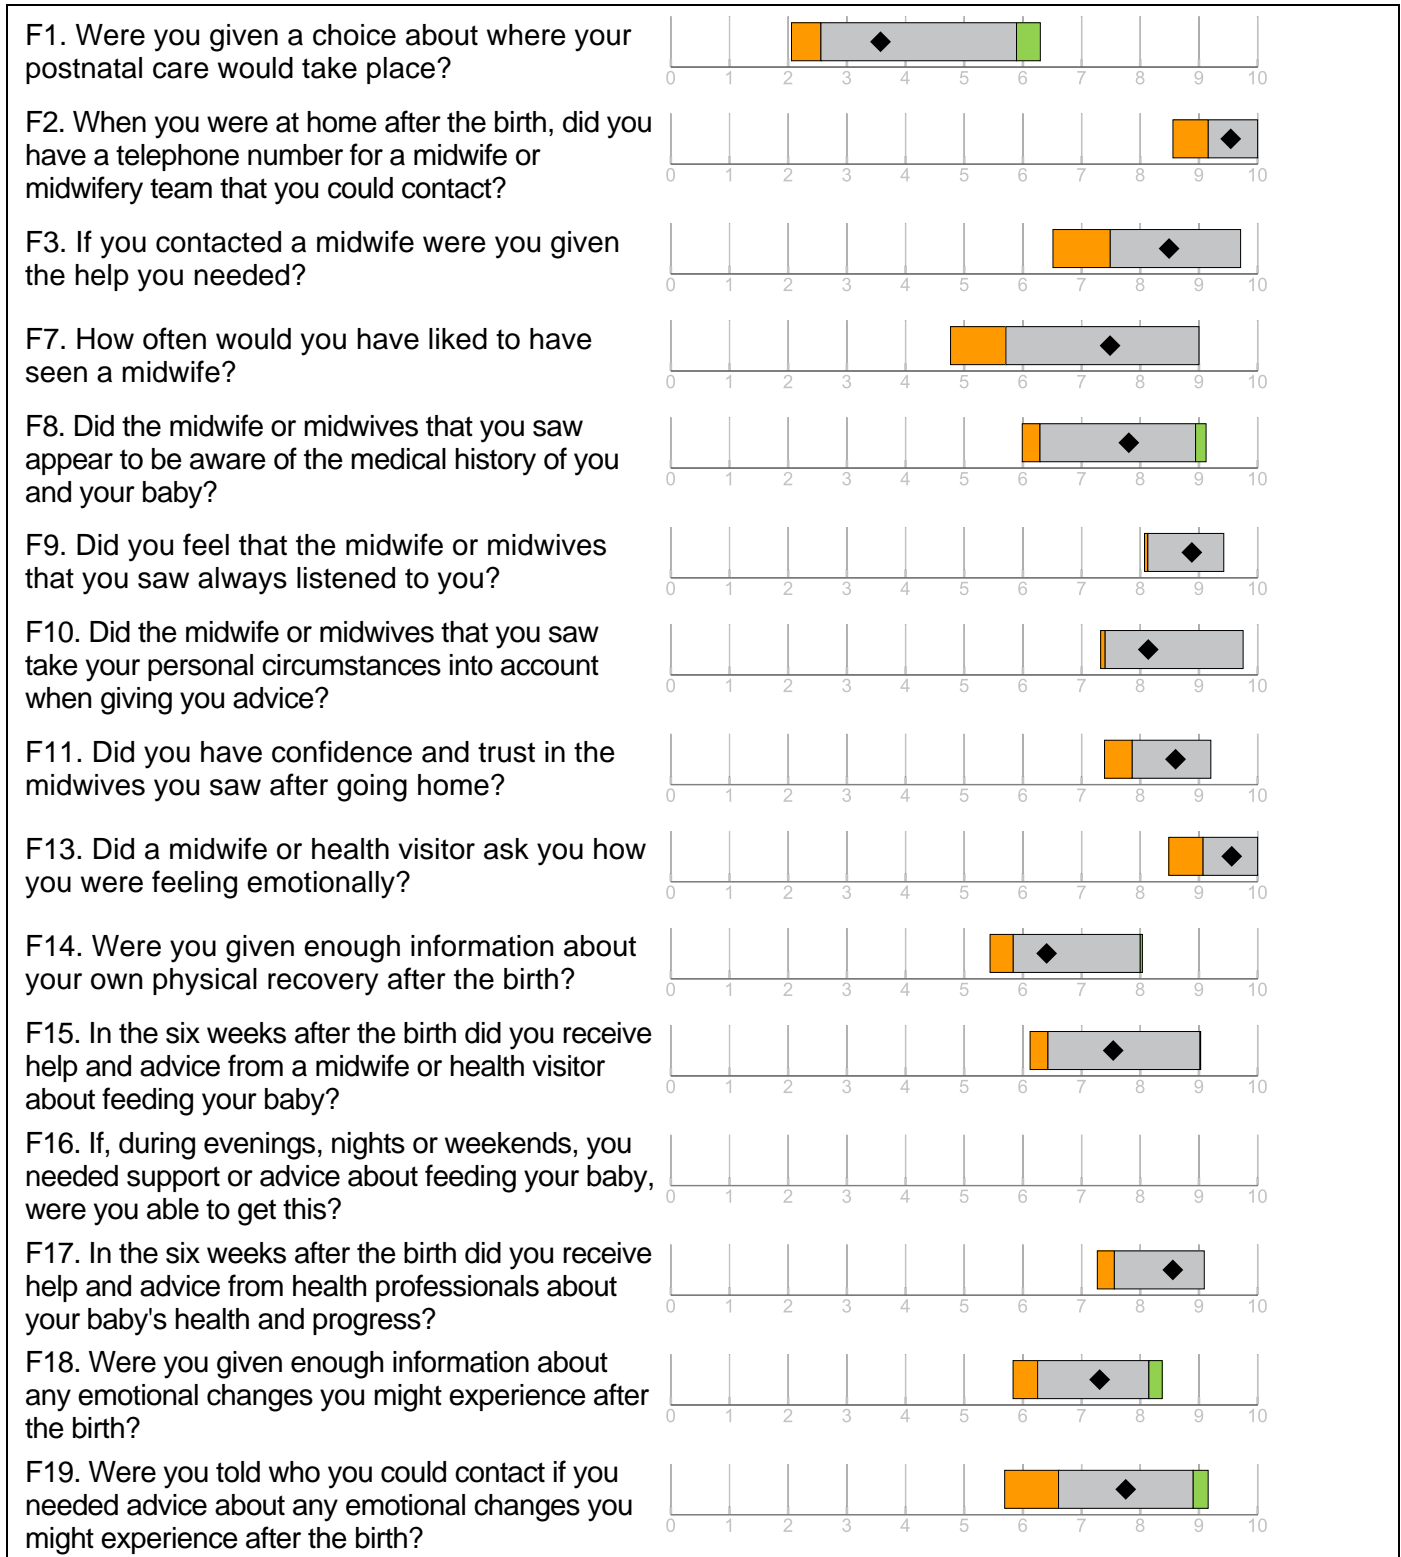 F1. Were you given a choice about where your
postnatal care would take place?
0 1 2 3 4 5 6 7 8 9 10
F2. When you were at home after the birth, did you
have a telephone number for a midwife or
midwifery team that you could contact?
0 1 2 3 4 5 6 7 8 9 10
F3. If you contacted a midwife were you given
the help you needed?
0 1 2 3 4 5 6 7 8 9 10
F7. How often would you have liked to have
seen a midwife?
0 1 2 3 4 5 6 7 8 9 10
F8. Did the midwife or midwives that you saw
appear to be aware of the medical history of you
and your baby?
0 1 2 3 4 5 6 7 8 9 10
F9. Did you feel that the midwife or midwives
that you saw always listened to you?
0 1 2 3 4 5 6 7 8 9 10
F10. Did the midwife or midwives that you saw
take your personal circumstances into account
when giving you advice?
0 1 2 3 4 5 6 7 8 9 10
F11. Did you have confidence and trust in the
midwives you saw after going home?
0 1 2 3 4 5 6 7 8 9 10
F13. Did a midwife or health visitor ask you how
you were feeling emotionally?
0 1 2 3 4 5 6 7 8 9 10
F14. Were you given enough information about
your own physical recovery after the birth?
0 1 2 3 4 5 6 7 8 9 10
F15. In the six weeks after the birth did you receive
help and advice from a midwife or health visitor
about feeding your baby?
0 1 2 3 4 5 6 7 8 9 10
F16. If, during evenings, nights or weekends, you
needed support or advice about feeding your baby,
were you able to get this?
0 1 2 3 4 5 6 7 8 9 10
F17. In the six weeks after the birth did you receive
help and advice from health professionals about
your baby's health and progress?
0 1 2 3 4 5 6 7 8 9 10
F18. Were you given enough information about
any emotional changes you might experience after
the birth?
0 1 2 3 4 5 6 7 8 9 10
F19. Were you told who you could contact if you
needed advice about any emotional changes you
might experience after the birth?
0 1 2 3 4 5 6 7 8 9 10